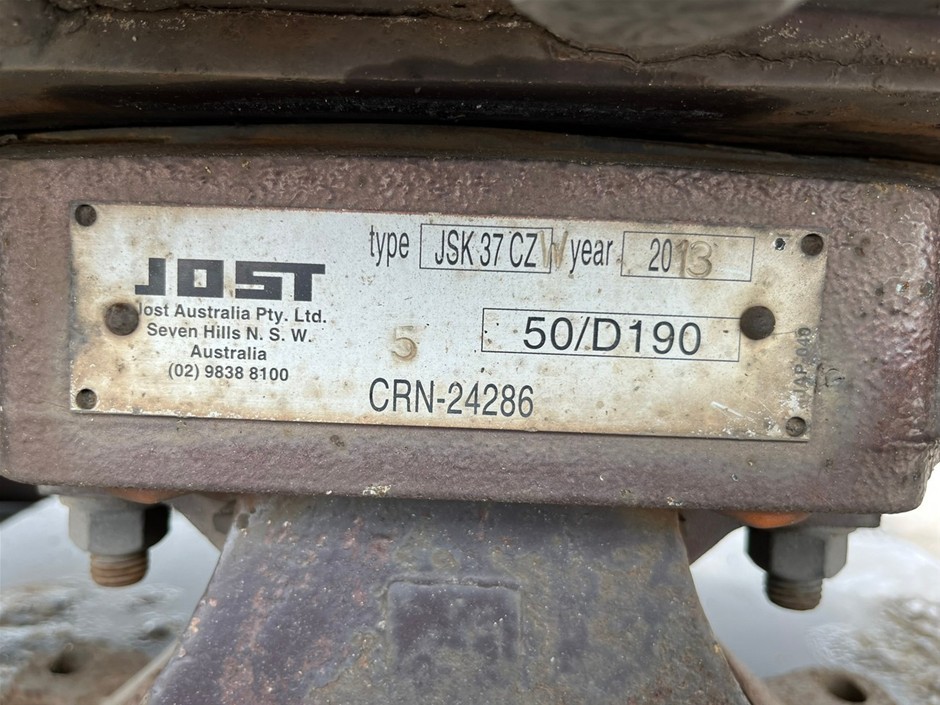 type JSK 37 CZ W year 2013
JOST
Jost Australia Pty. Ltd.
Seven Hills N. S. W.
Australia
(02) 9838 8100
5
50/D190
CRN-24286